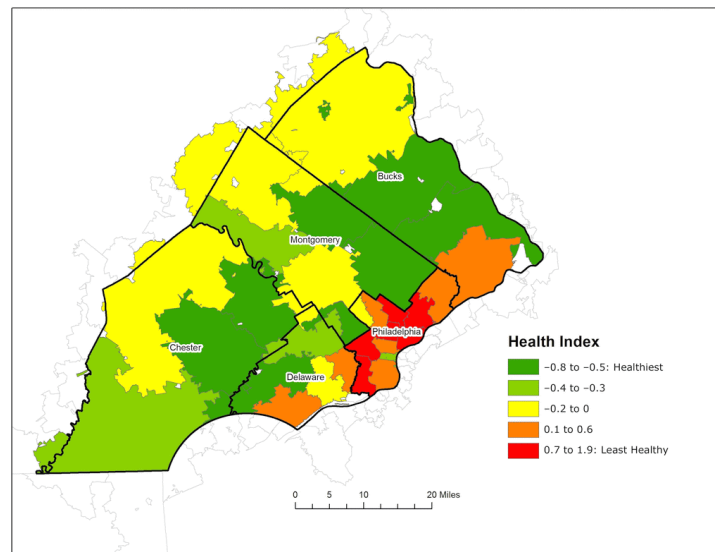 Bucks
Montgomery
Philadelphia
Chester
Delaware
Health Index
−0.8 to −0.5: Healthiest
−0.4 to −0.3
−0.2 to 0
0.1 to 0.6
0.7 to 1.9: Least Healthy
0 5 10 15 20 Miles